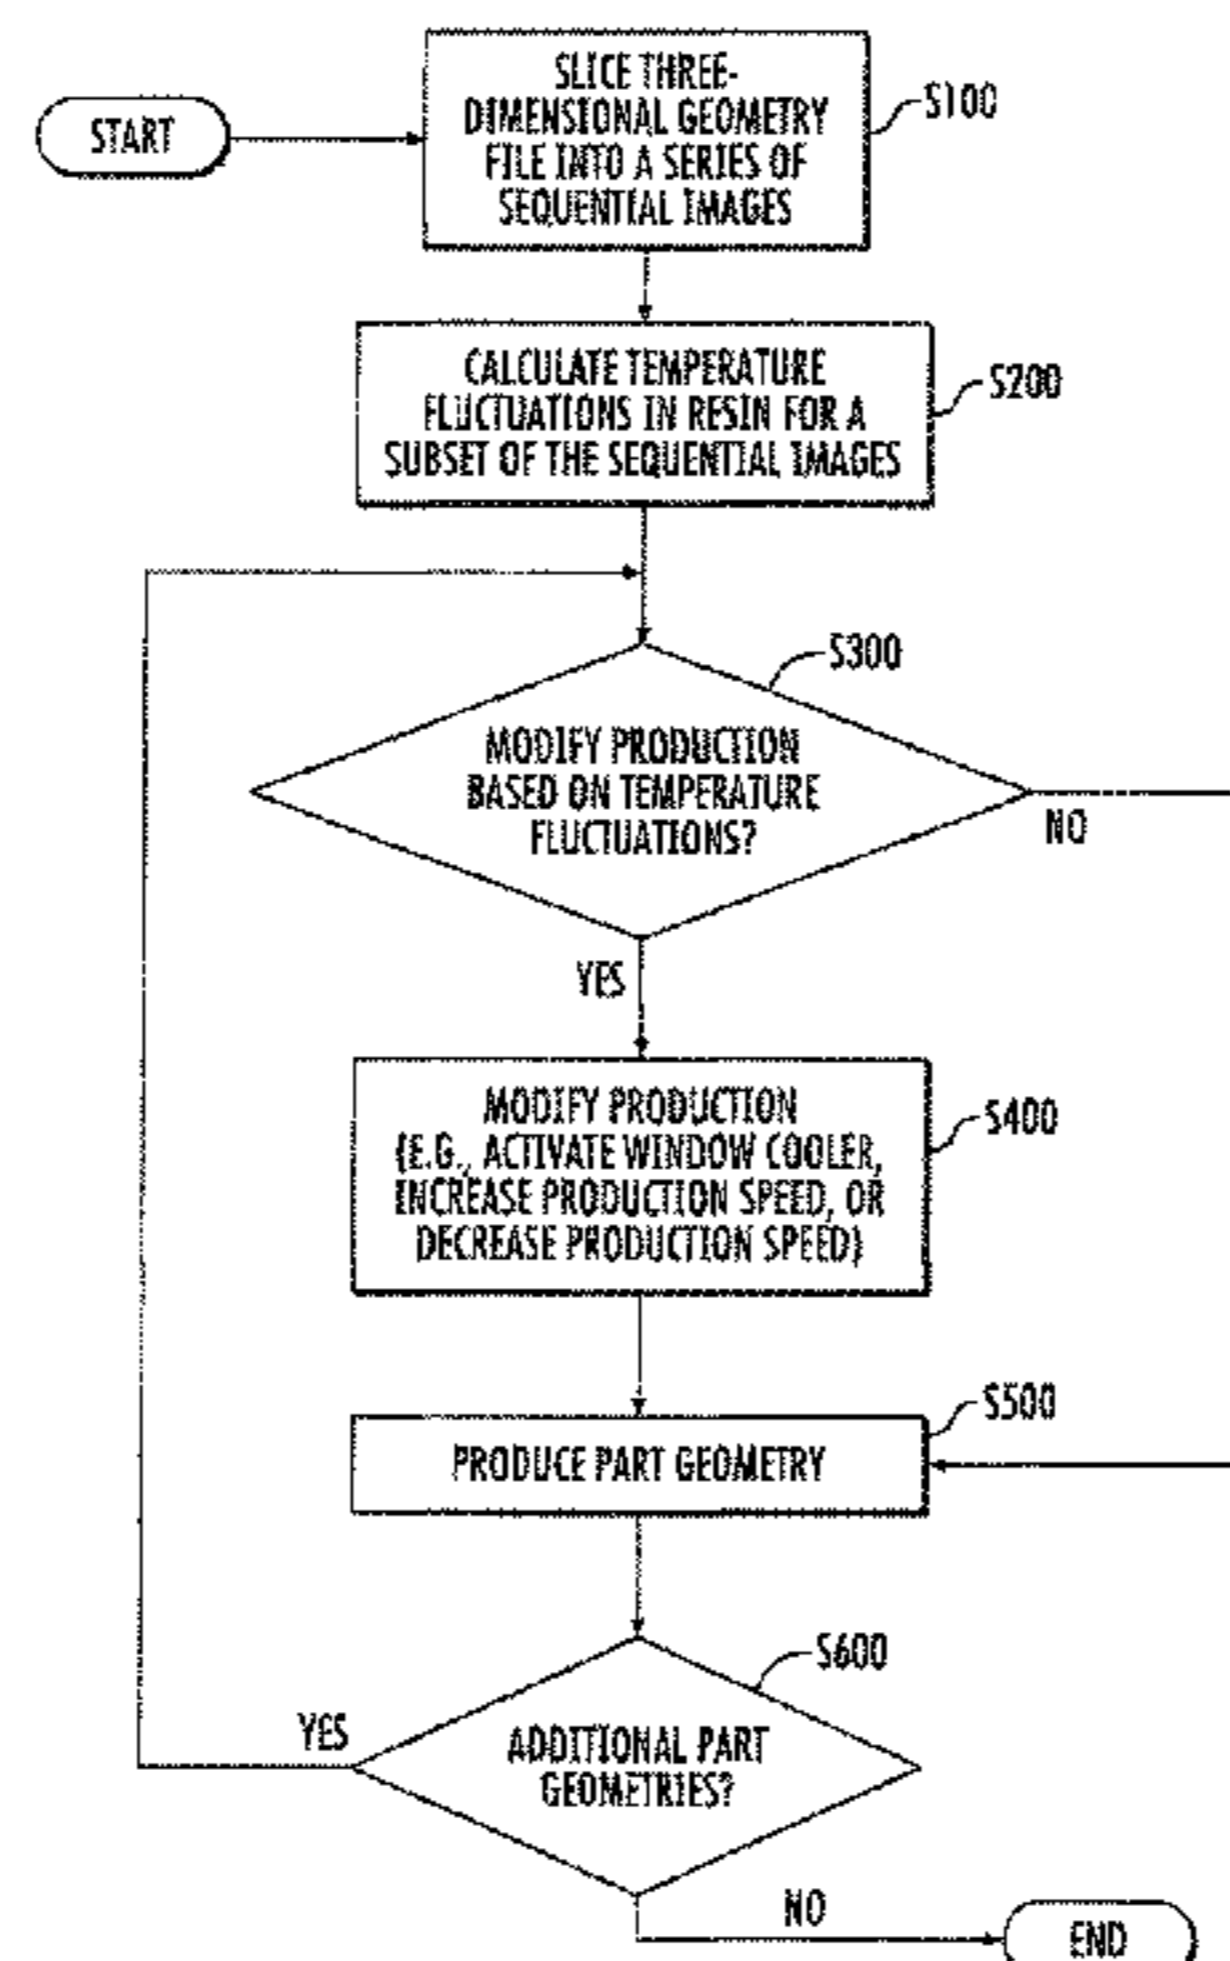 START
SLICE THREE-
DIMENSIONAL GEOMETRY
FILE INTO A SERIES OF
SEQUENTIAL IMAGES
S100
CALCULATE TEMPERATURE
FLUCTUATIONS IN RESIN FOR A
SUBSET OF THE SEQUENTIAL IMAGES
S200
S300
MODIFY PRODUCTION
BASED ON TEMPERATURE
FLUCTUATIONS?
NO
YES
MODIFY PRODUCTION
(E.G., ACTIVATE WINDOW COOLER,
INCREASE PRODUCTION SPEED, OR
DECREASE PRODUCTION SPEED)
S400
S500
PRODUCE PART GEOMETRY
S600
YES
ADDITIONAL PART
GEOMETRIES?
NO
END